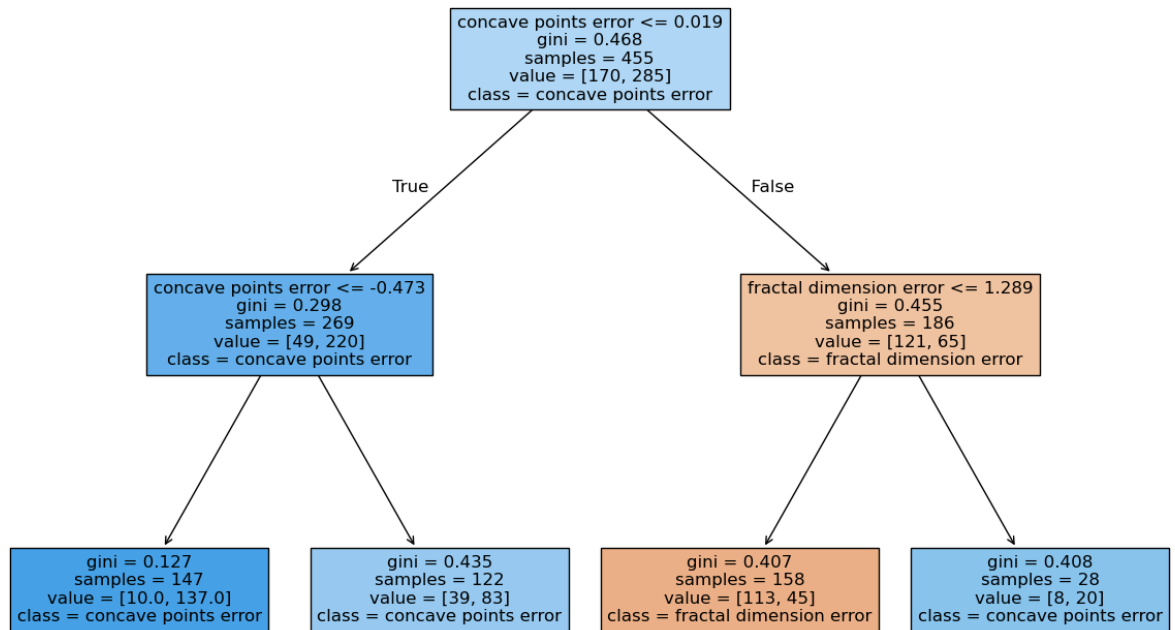 concave points error <= 0.019
gini = 0.468
samples = 455
value = [170, 285]
class = concave points error
True
False
concave points error <= -0.473
gini = 0.298
samples = 269
value = [49, 220]
class = concave points error
fractal dimension error <= 1.289
gini = 0.455
samples = 186
value = [121, 65]
class = fractal dimension error
gini = 0.127
samples = 147
value = [10.0, 137.0]
class = concave points error
gini = 0.435
samples = 122
value = [39, 83]
class = concave points error
gini = 0.407
samples = 158
value = [113, 45]
class = fractal dimension error
gini = 0.408
samples = 28
value = [8, 20]
class = concave points error